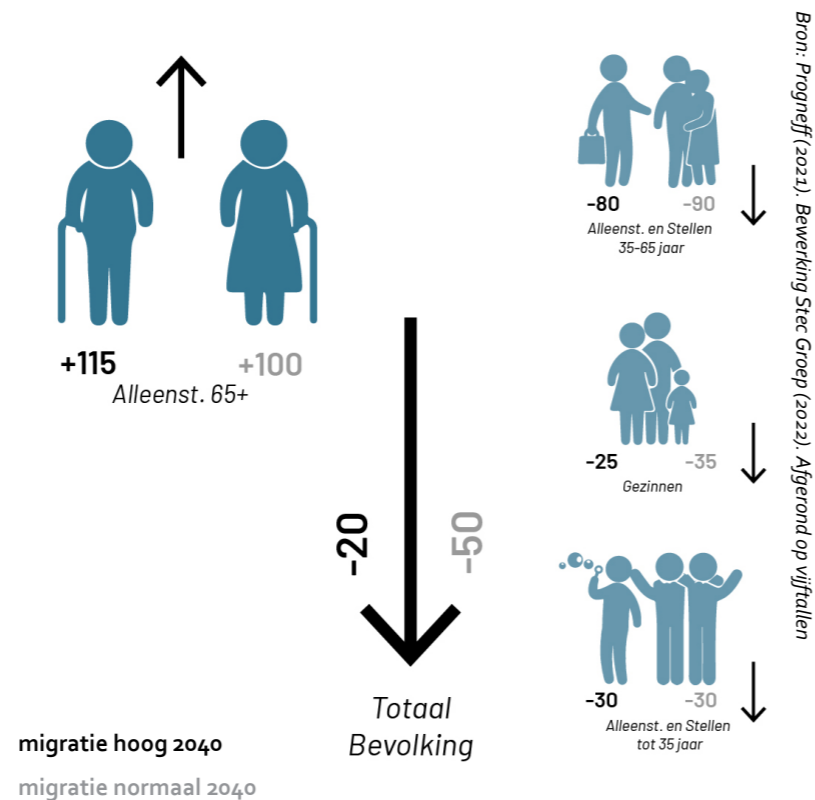 +115
+100
Alleenst. 65+
-20
-50
Totaal
Bevolking
migratie hoog 2040
migratie normaal 2040
-80
-90
Alleenst. en Stellen
35-65 jaar
-25
-35
Gezinnen
-30
-30
Alleenst. en Stellen
tot 35 jaar
Bron: Progneff (2021). Bewerking Stec Groep (2022). Afgerond op vijftallen